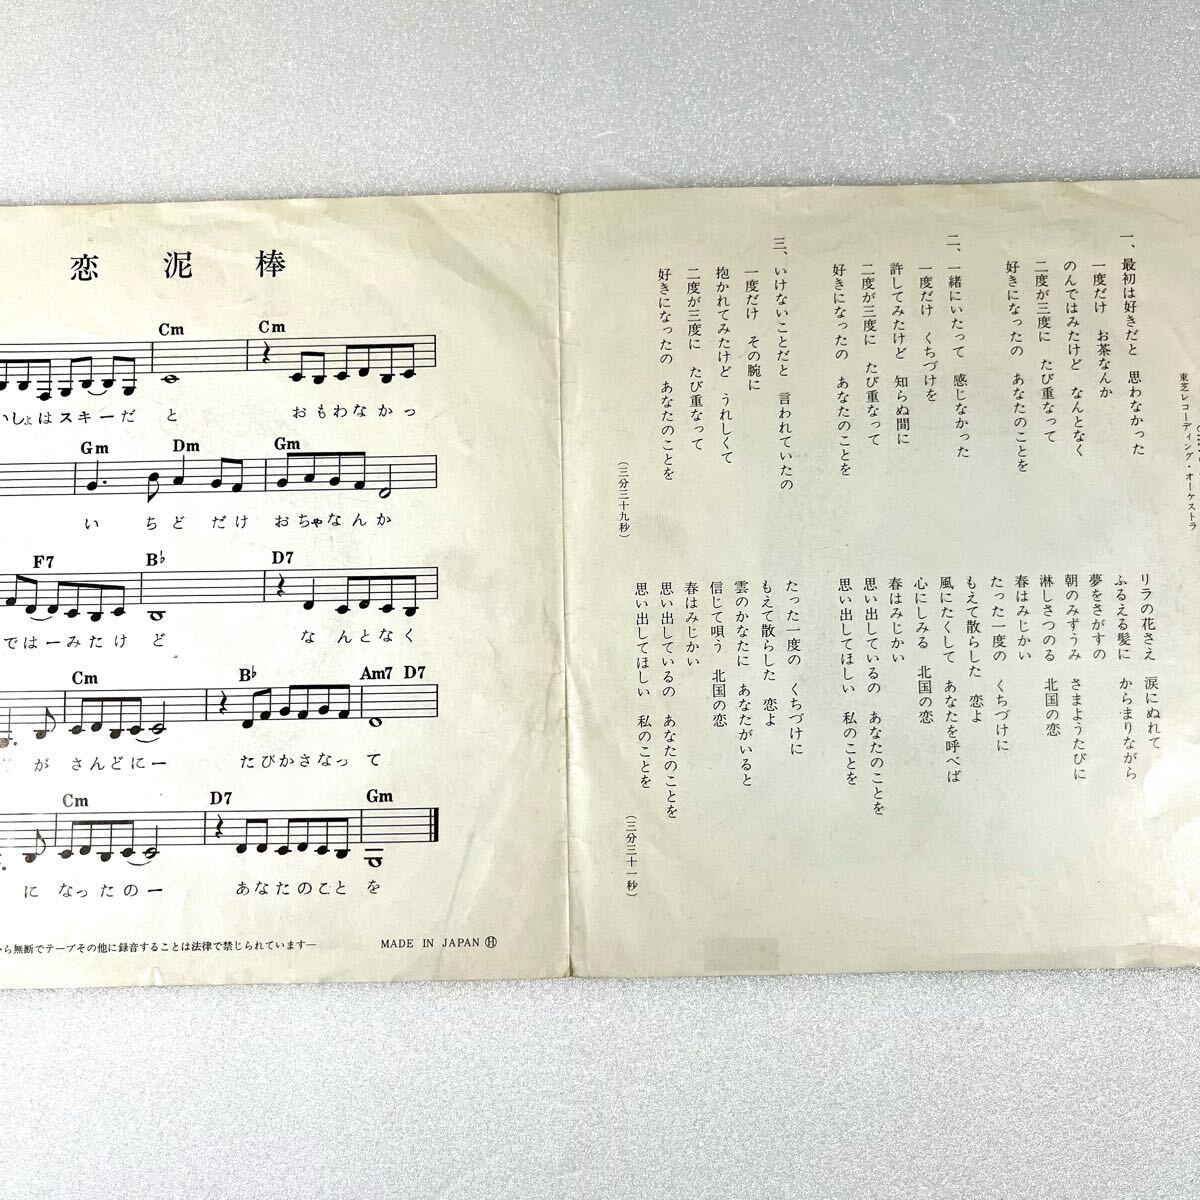 恋泥棒
Cm Cm
いしょはスキーだ と おもわなかっ
Gm Dm Gm
い ちど だけ おちゃなんか
F7 B♭ D7
ではーみたけ ど な んとなく
Cm B♭ Am7 D7
が さんどにー たびかさなっ て
Cm D7 Gm
に なったのー あなたのこと を
ら無断でテープその他に録音することは法律で禁じられています―
MADE IN JAPAN Ⓗ
東芝レコーディング・オーケストラ
一、最初は好きだと 思わなかった
一度だけ お茶なんか
のんではみたけど なんとなく
二度が三度に たび重なって
好きになったの あなたのことを
二、一緒にいたって 感じなかった
一度だけ くちづけを
許してみたけど 知らぬ間に
二度が三度に たび重なって
好きになったの あなたのことを
三、いけないことだと 言われていたの
一度だけ その腕に
抱かれてみたけど うれしくて
二度が三度に たび重なって
好きになったの あなたのことを
(三分三十九秒)
リラの花さえ 涙にぬれて
ふるえる髪に からまりながら
夢をさがすの
朝のみずうみ さまようたびに
淋しさつのる 北国の恋
春はみじかい
たった一度の くちづけに
もえて散らした 恋よ
風にたくして あなたを呼べば
心にしみる 北国の恋
春はみじかい
思い出しているの あなたのことを
思い出してほしい 私のことを
たった一度の くちづけに
もえて散らした 恋よ
雲のかなたに あなたがいると
信じて唄う 北国の恋
春はみじかい
思い出しているの あなたのことを
思い出してほしい 私のことを
(三分三十一秒)